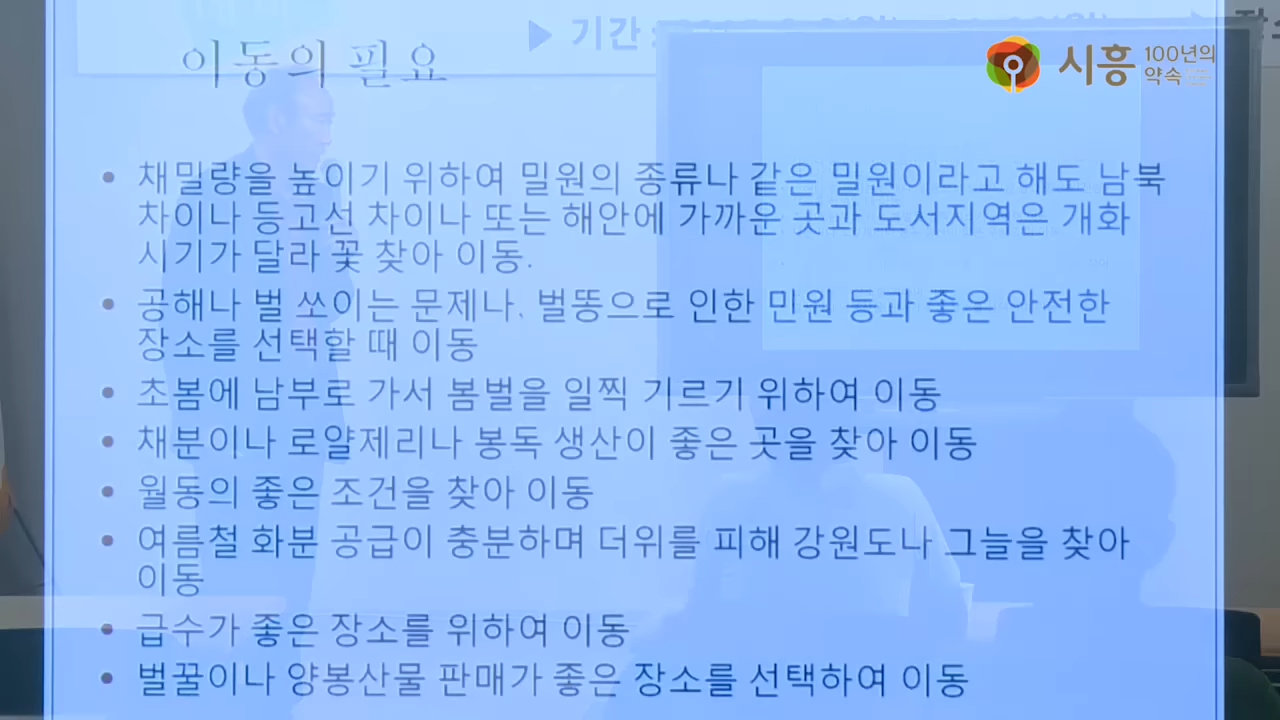 ▶ 기간 :
이동의 필요
시흥 100년의
약속
• 채밀량을 높이기 위하여 밀원의 종류나 같은 밀원이라고 해도 남북
차이나 등고선 차이나 또는 해안에 가까운 곳과 도서지역은 개화
시기가 달라 꽃 찾아 이동.
• 공해나 벌 쏘이는 문제나, 벌똥으로 인한 민원 등과 좋은 안전한
장소를 선택할 때 이동
• 초봄에 남부로 가서 봄벌을 일찍 기르기 위하여 이동
• 채분이나 로얄제리나 봉독 생산이 좋은 곳을 찾아 이동
• 월동의 좋은 조건을 찾아 이동
• 여름철 화분 공급이 충분하며 더위를 피해 강원도나 그늘을 찾아
이동
• 급수가 좋은 장소를 위하여 이동
• 벌꿀이나 양봉산물 판매가 좋은 장소를 선택하여 이동